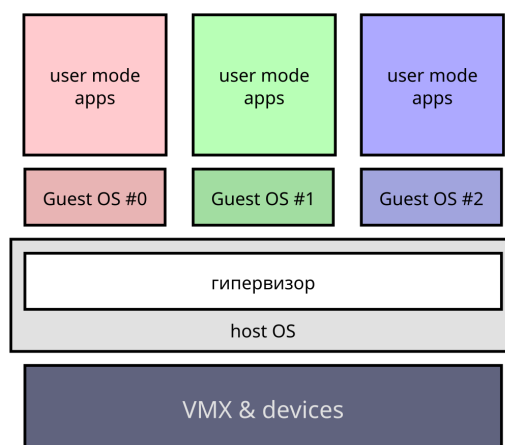 user mode
apps
user mode
apps
user mode
apps
Guest OS #0
Guest OS #1
Guest OS #2
гипервизор
host OS
VMX & devices